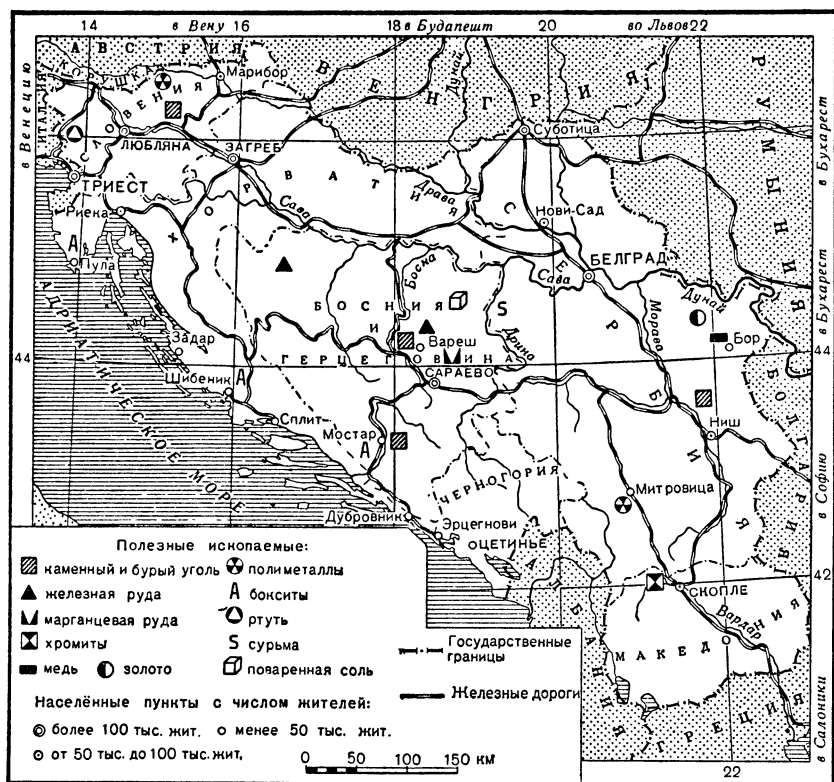 14
в Вену
16
18
в Будапешт
20
во Львов
22
АВСТРИЯ
ВЕНГРИЯ
РУМЫНИЯ
ИТАЛИЯ
КОРУШКА
СЛОВЕНИЯ
Марибор
Дунай
Суботица
в Венецию
в Бухарест
ЛЮБЛЯНА
ЗАГРЕБ
ХОРВАТИЯ
ТРИЕСТ
Риека
Сава
Драва
Нови-Сад
БЕЛГРАД
СЕРБИЯ
А
Пула
Босна
Сава
Дунай
Морава
в Бухарест
БОСНИЯ
И
ГЕРЦЕГОВИНА
S
Дрина
Вареш
Бор
44
44
АДРИАТИЧЕСКОЕ МОРЕ
Задар
САРАЕВО
Шибеник
А
Сплит
Мостар
А
Ниш
БОЛГАРИЯ
в Софию
ЧЕРНОГОРИЯ
Митровица
Дубровник
Эрцегнови
ЦЕТИНЬЕ
АЛБАНИЯ
42
СКОПЛЕ
Вардар
МАКЕДОНИЯ
ГРЕЦИЯ
в Салоники
22
Полезные ископаемые:
каменный и бурый уголь
полиметаллы
железная руда
А бокситы
марганцевая руда
ртуть
хромиты
S сурьма
медь
золото
поваренная соль
Государственные
границы
Железные дороги
Населённые пункты с числом жителей:
более 100 тыс. жит.
менее 50 тыс. жит.
от 50 тыс. до 100 тыс. жит.
0 50 100 150 км